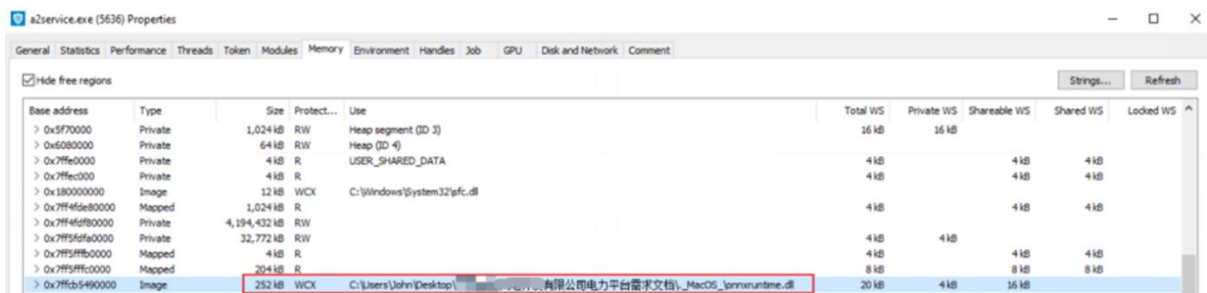 a2service.exe (5636) Properties
General Statistics Performance Threads Token Modules Memory Environment Handles Job GPU Disk and Network Comment
Hide free regions Strings... Refresh
Base address Type Size Protect... Use Total WS Private WS Shareable WS Shared WS Locked WS
> 0x5f70000 Private 1,024 kB RW Heap segment (ID 3) 16 kB 16 kB
> 0x6080000 Private 64 kB RW Heap (ID 4)
> 0x7ffe0000 Private 4 kB R USER_SHARED_DATA 4 kB 4 kB 4 kB
> 0x7ffec000 Private 4 kB R 4 kB 4 kB 4 kB
> 0x180000000 Image 12 kB WCX C:\Windows\System32\sfc.dll
> 0x7ff4fde80000 Mapped 1,024 kB R 4 kB 4 kB 4 kB
> 0x7ff4fdf80000 Private 4,194,432 kB RW
> 0x7ff5fdfa0000 Private 32,772 kB RW 4 kB 4 kB
> 0x7ff5fffb0000 Mapped 4 kB R 4 kB 4 kB 4 kB
> 0x7ff5fffc0000 Mapped 204 kB R 8 kB 8 kB 8 kB
> 0x7ffcb5490000 Image 252 kB WCX C:\Users\John\Desktop\ 有限公司电力平台需求文档\._MacOS_\onnxruntime.dll 20 kB 4 kB 16 kB